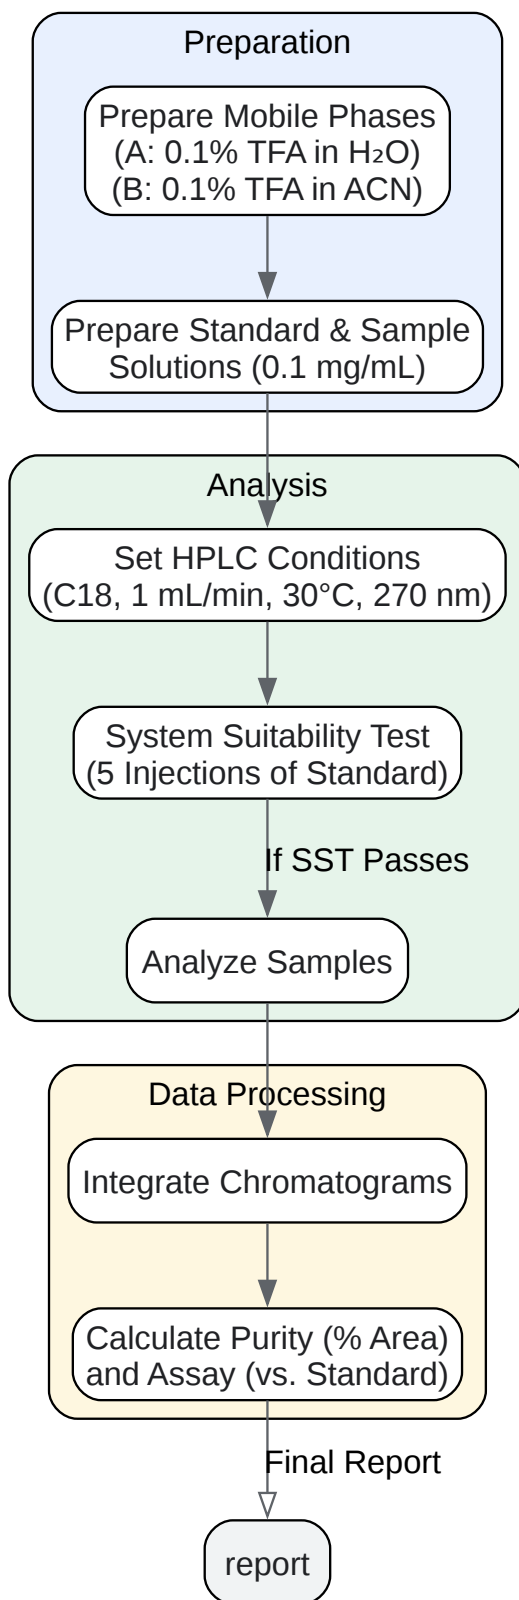 Preparation
Prepare Mobile Phases
(A: 0.1% TFA in H₂O)
(B: 0.1% TFA in ACN)
Prepare Standard & Sample
Solutions (0.1 mg/mL)
Analysis
Set HPLC Conditions
(C18, 1 mL/min, 30°C, 270 nm)
System Suitability Test
(5 Injections of Standard)
If SST Passes
Analyze Samples
Data Processing
Integrate Chromatograms
Calculate Purity (% Area)
and Assay (vs. Standard)
Final Report
report